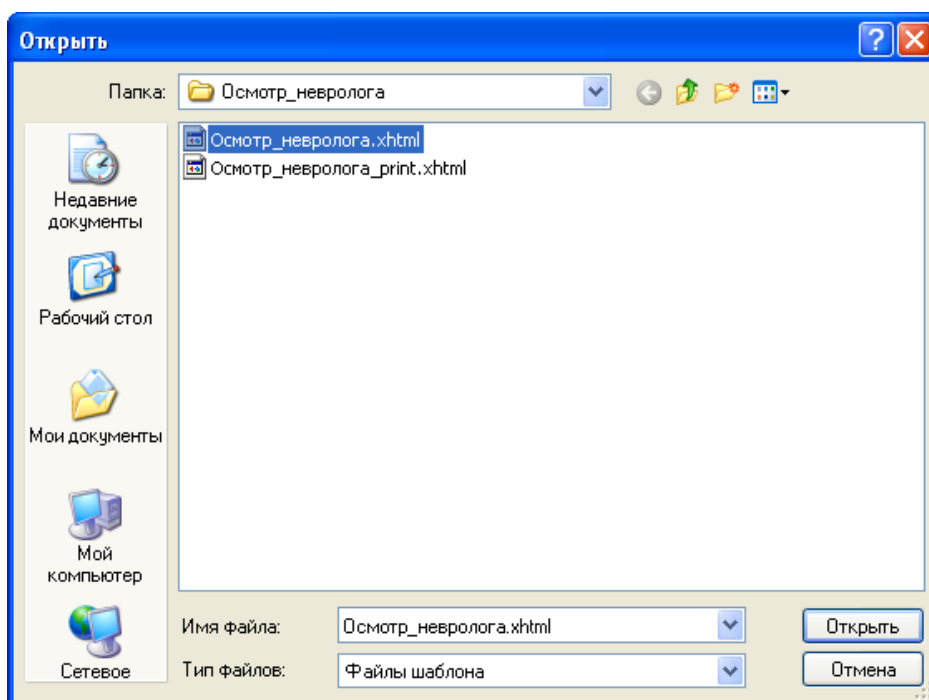 Открыть
Папка: Осмотр_невролога
Осмотр_невролога.xhtml
Осмотр_невролога_print.xhtml
Недавние
документы
Рабочий стол
Мои документы
Мой
компьютер
Сетевое
Имя файла: Осмотр_невролога.xhtml Открыть
Тип файлов: Файлы шаблона Отмена